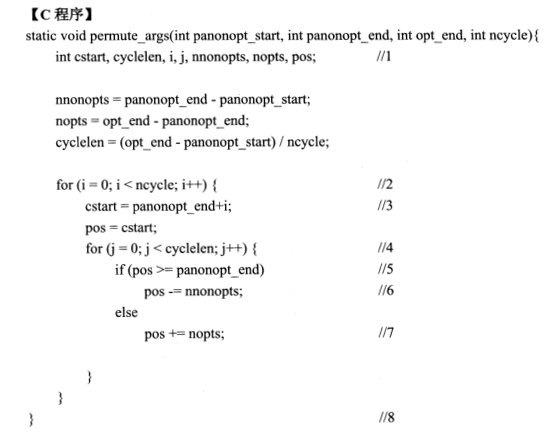 【C 程序】
static void permute_args(int panonopt_start, int panonopt_end, int opt_end, int ncycle){
int cstart, cyclelen, i, j, nnonopts, nopts, pos; //1
nnonopts = panonopt_end - panonopt_start;
nopts = opt_end - panonopt_end;
cyclelen = (opt_end - panonopt_start) / ncycle;
for (i = 0; i < ncycle; i++) { //2
cstart = panonopt_end+i; //3
pos = cstart;
for (j = 0; j < cyclelen; j++) { //4
if (pos >= panonopt_end) //5
pos -= nnonopts; //6
else
pos += nopts; //7
}
}
} //8